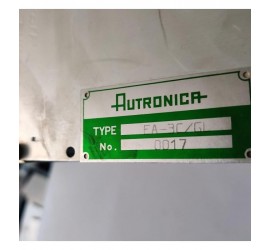 AUTRONICA
TYPE FA-3C/GL
No. 0017